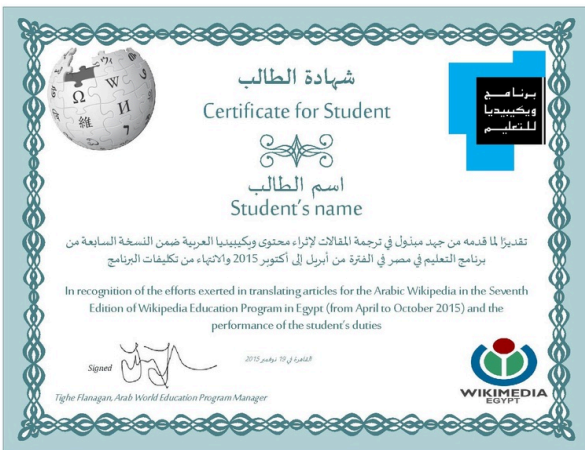 شهادة الطالب
Certificate for Student
برنامج
ويكيبيديا
للتعليم
Ω
W
И
維
7
اسم الطالب
Student's name
تقديرًا لما قدمه من جهد مبذول في ترجمة المقالات لإثراء محتوى ويكيبيديا العربية ضمن النسخة السابعة من
برنامج التعليم في مصر في الفترة من أبريل إلى أكتوبر 2015 والانتهاء من تكليفات البرنامج
In recognition of the efforts exerted in translating articles for the Arabic Wikipedia in the Seventh
Edition of Wikipedia Education Program in Egypt (from April to October 2015) and the
performance of the student's duties
Signed
القاهرة في 19 نوفمبر 2015
Tighe Flanagan, Arab World Education Program Manager
WIKIMEDIA
EGYPT